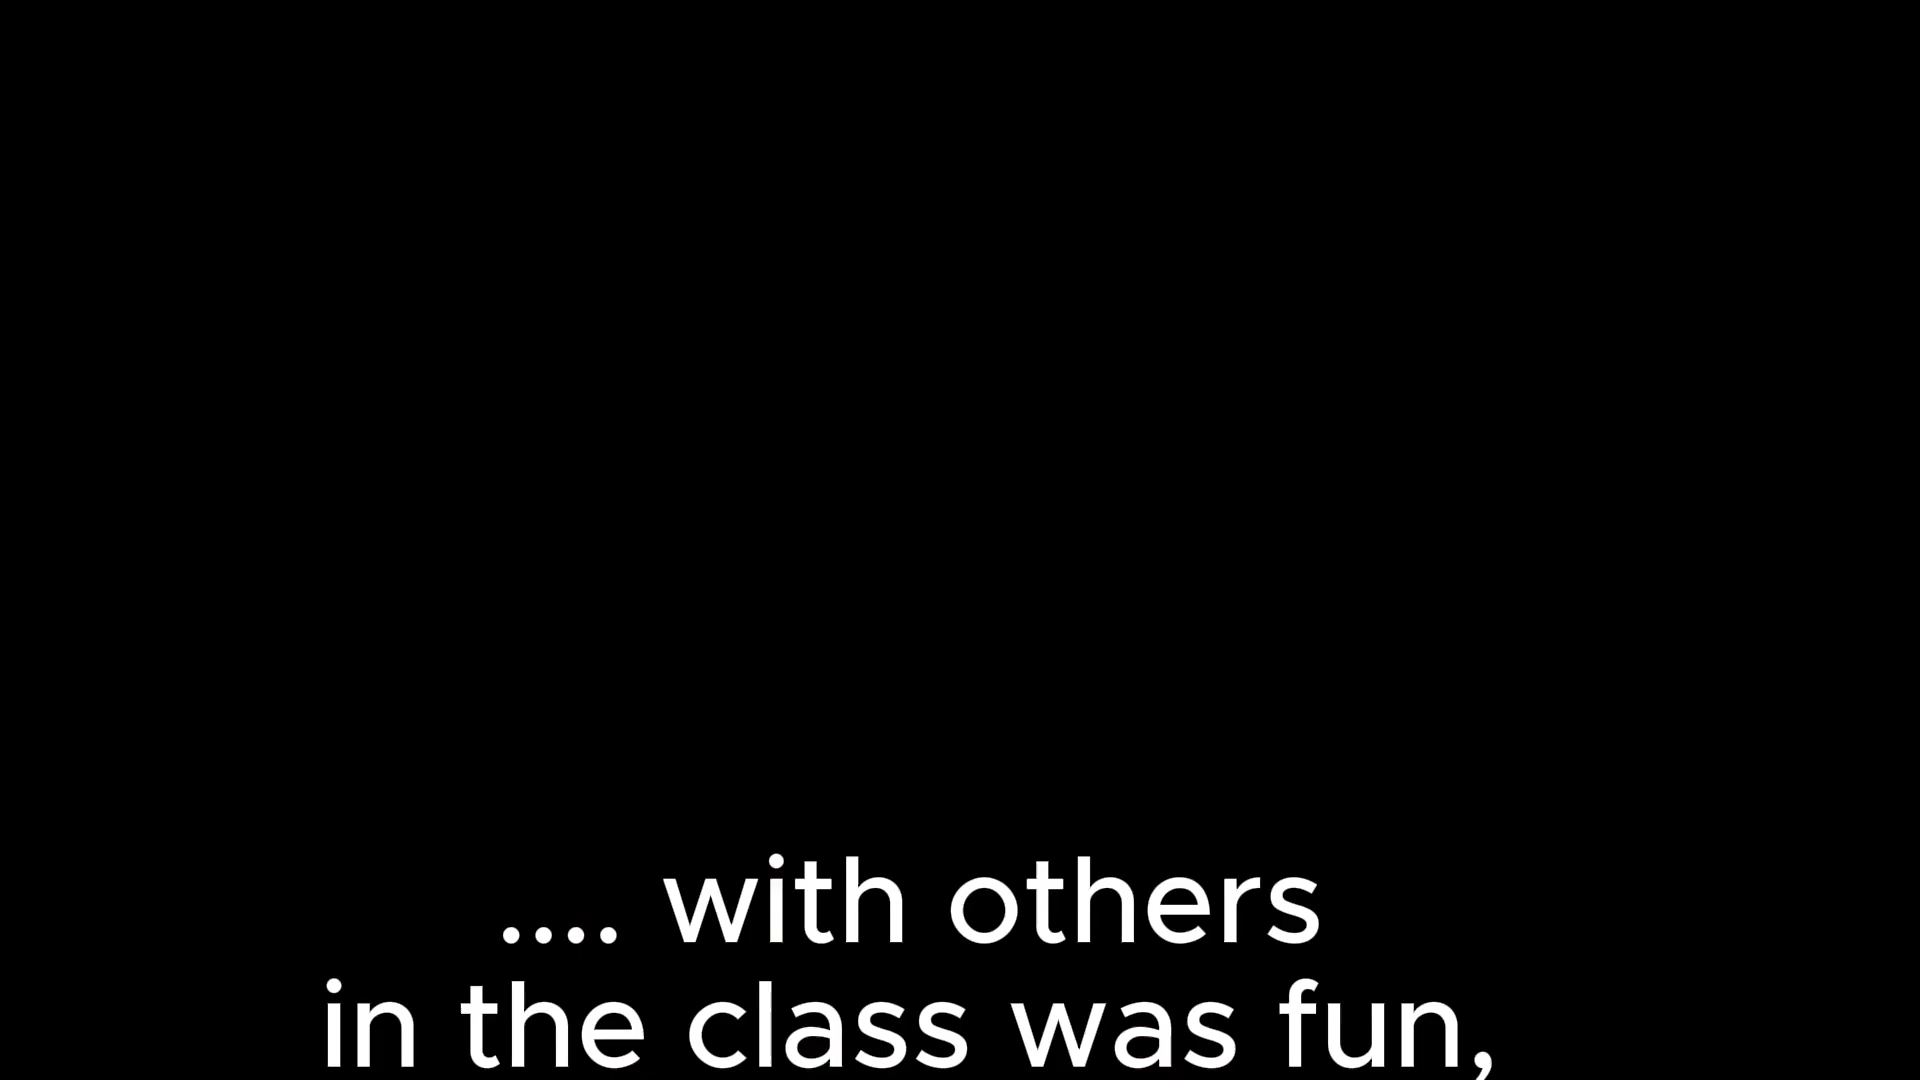 .... with others
in the class was fun,